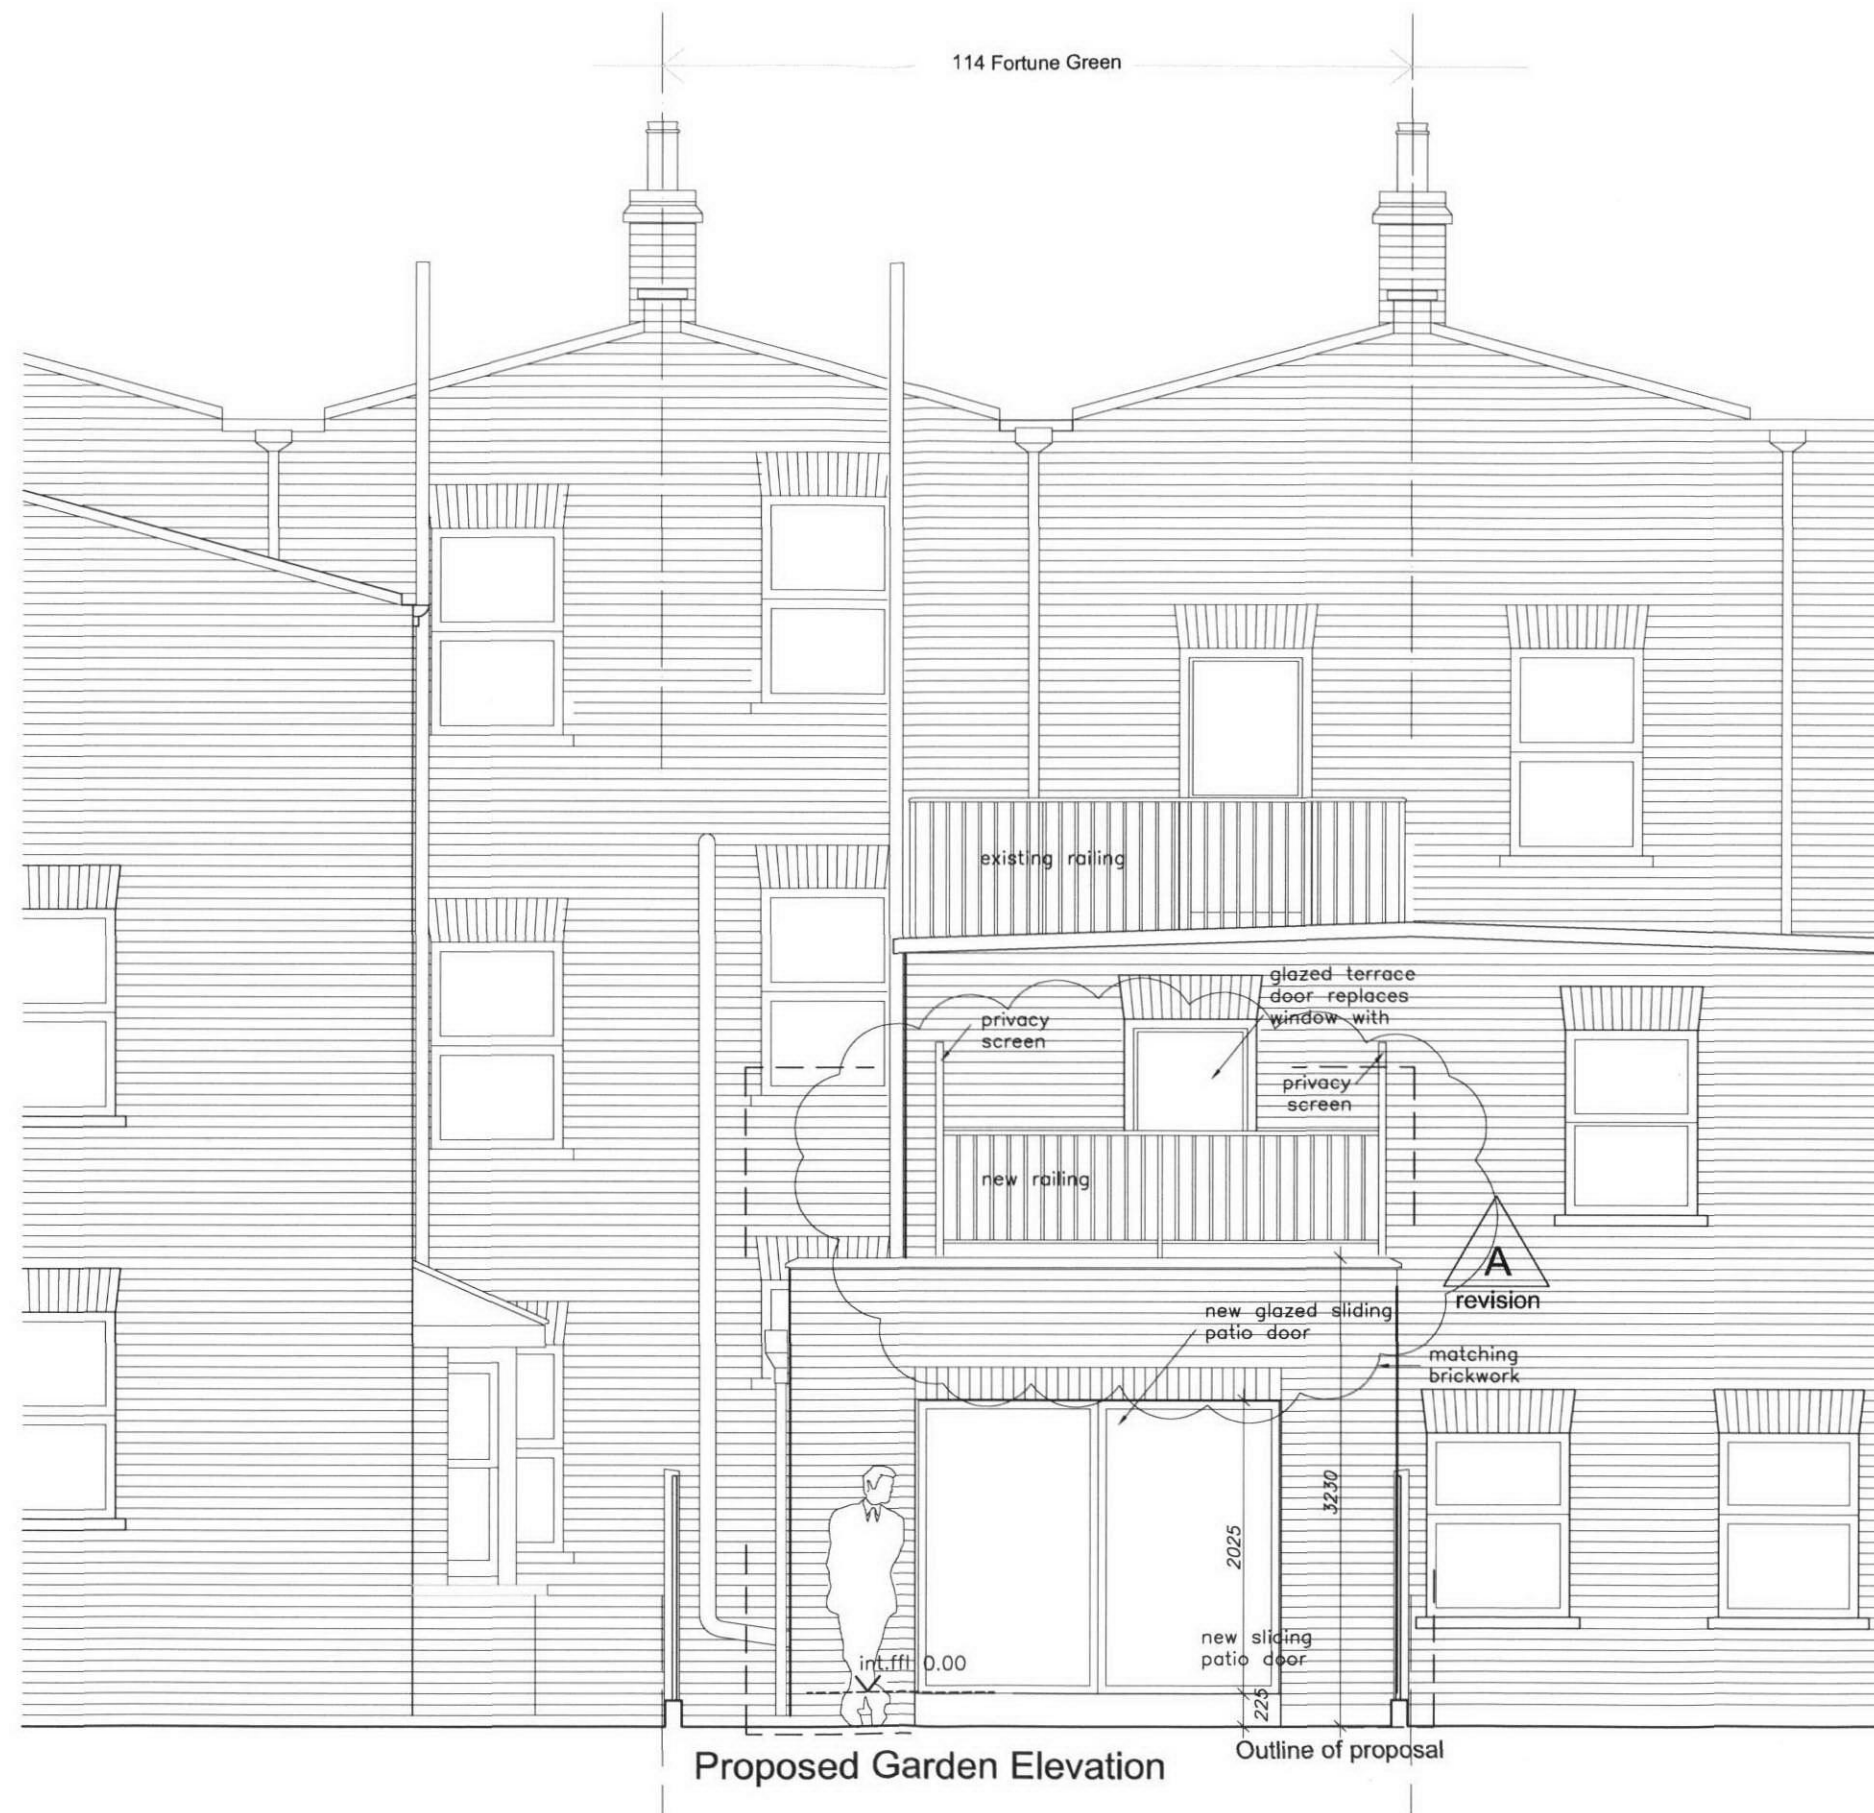 114 Fortune Green
existing railing
glazed terrace
door replaces
window with
privacy
screen
privacy
screen
new railing
A
revision
new glazed sliding
patio door
matching
brickwork
3230
2025
new sliding
patio door
int.ffl 0.00
225
Outline of proposal
Proposed Garden Elevation